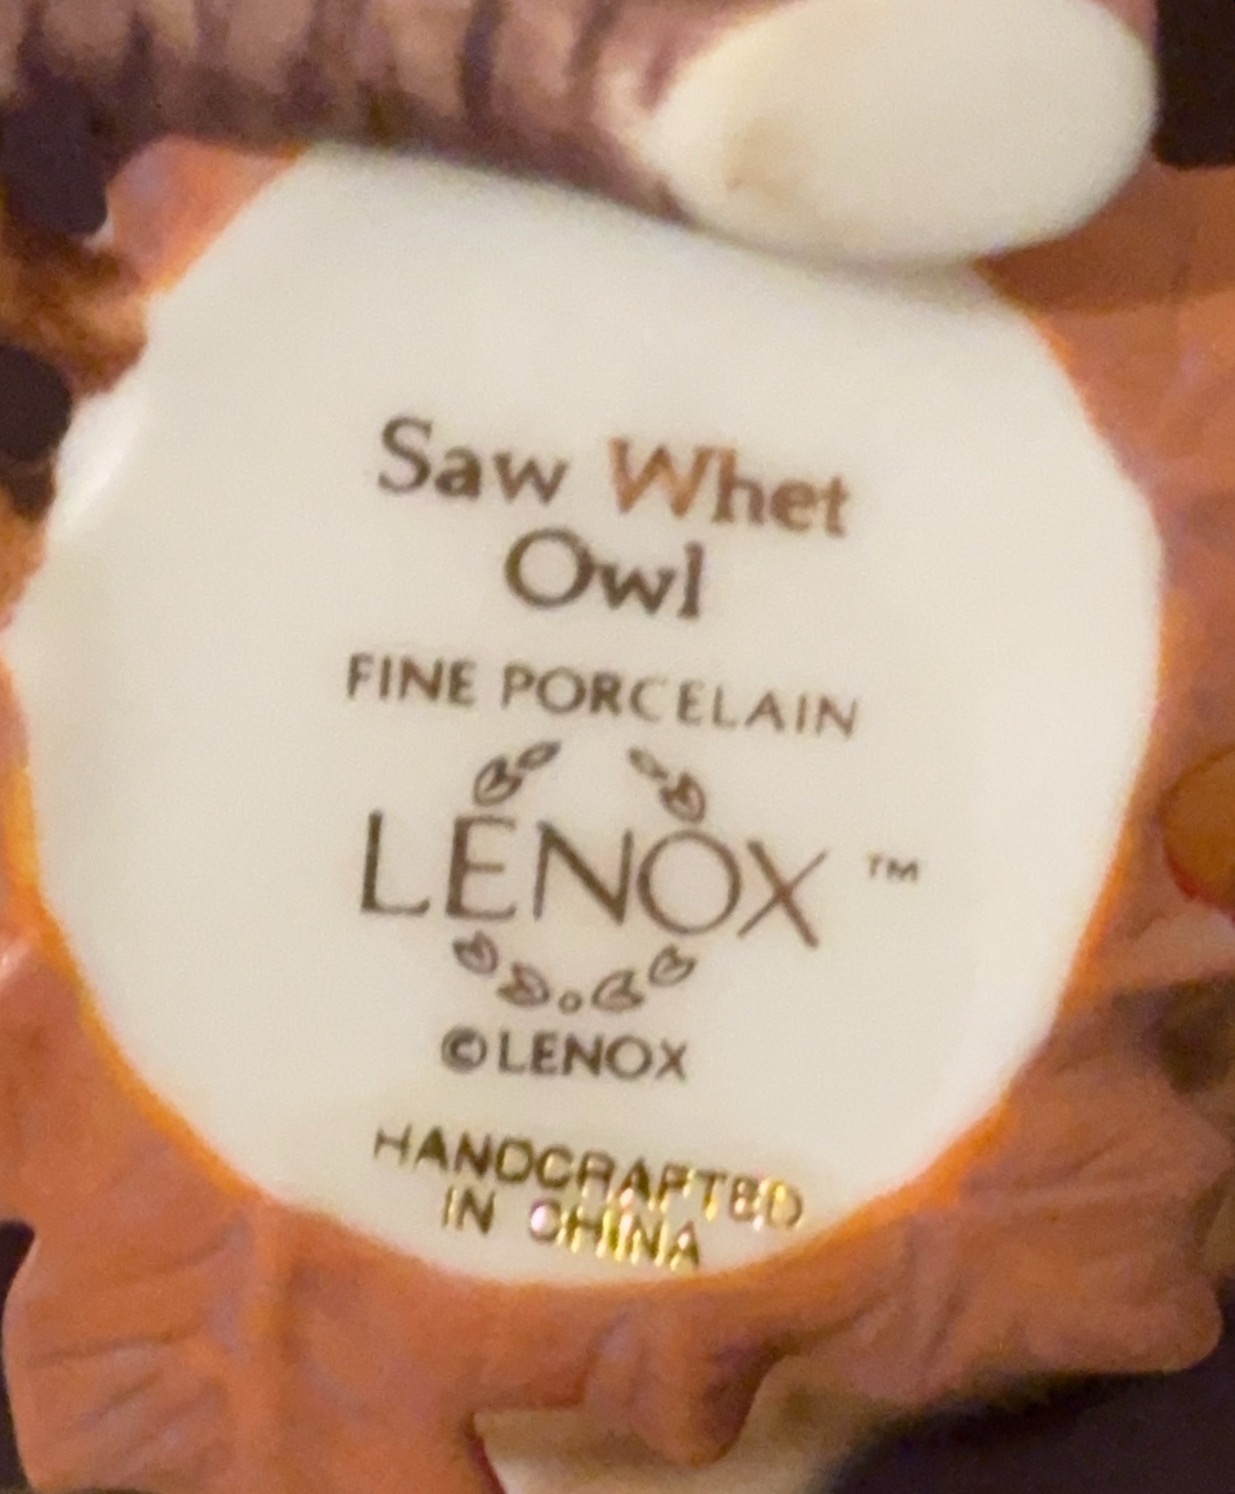 Saw Whet
Owl
FINE PORCELAIN
LENOX ™
©LENOX
HANDCRAFTED
IN CHINA